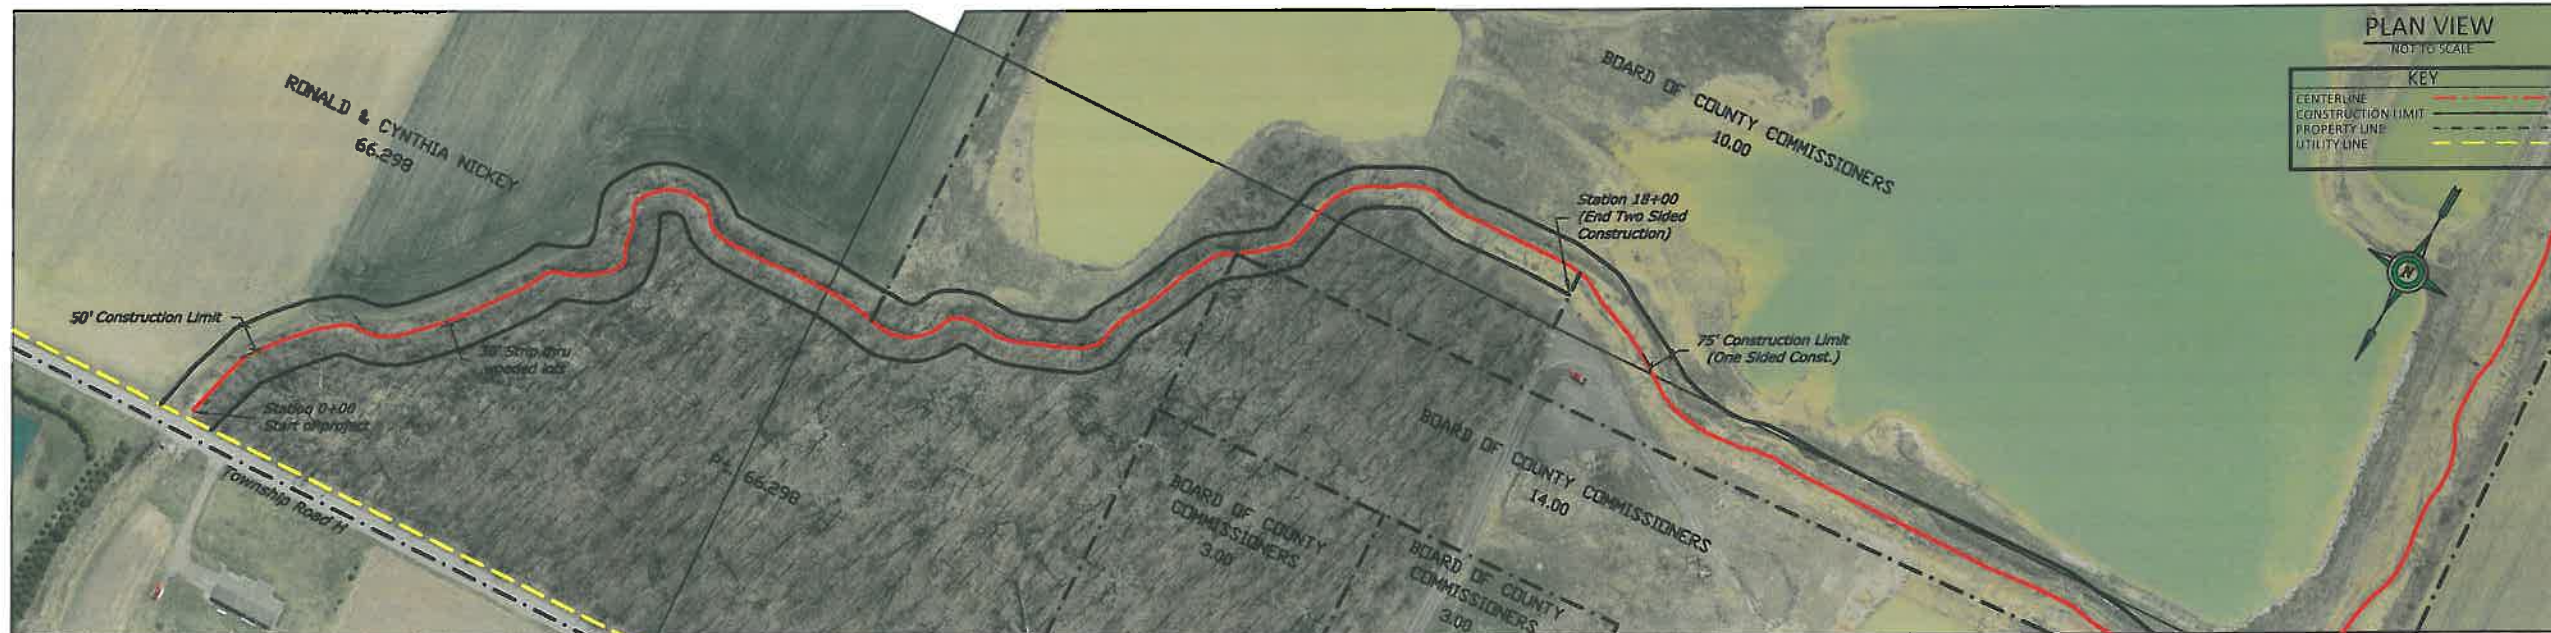 PLAN VIEW
NOT TO SCALE
KEY
CENTERLINE
CONSTRUCTION LIMIT
PROPERTY LINE
UTILITY LINE
RONALD & CYNTHIA NICKEY
66.298
BOARD OF COUNTY COMMISSIONERS
10.00
Station 18+00
(End Two Sided
Construction)
50' Construction Limit
Strip thru
wooded lots
75' Construction Limit
(One Sided Const.)
Station 0+00
Start of project
Township Road H
66.298
BOARD OF COUNTY COMMISSIONERS
14.00
BOARD OF COUNTY
COMMISSIONERS
3.00
BOARD OF COUNTY
COMMISSIONERS
3.00
N